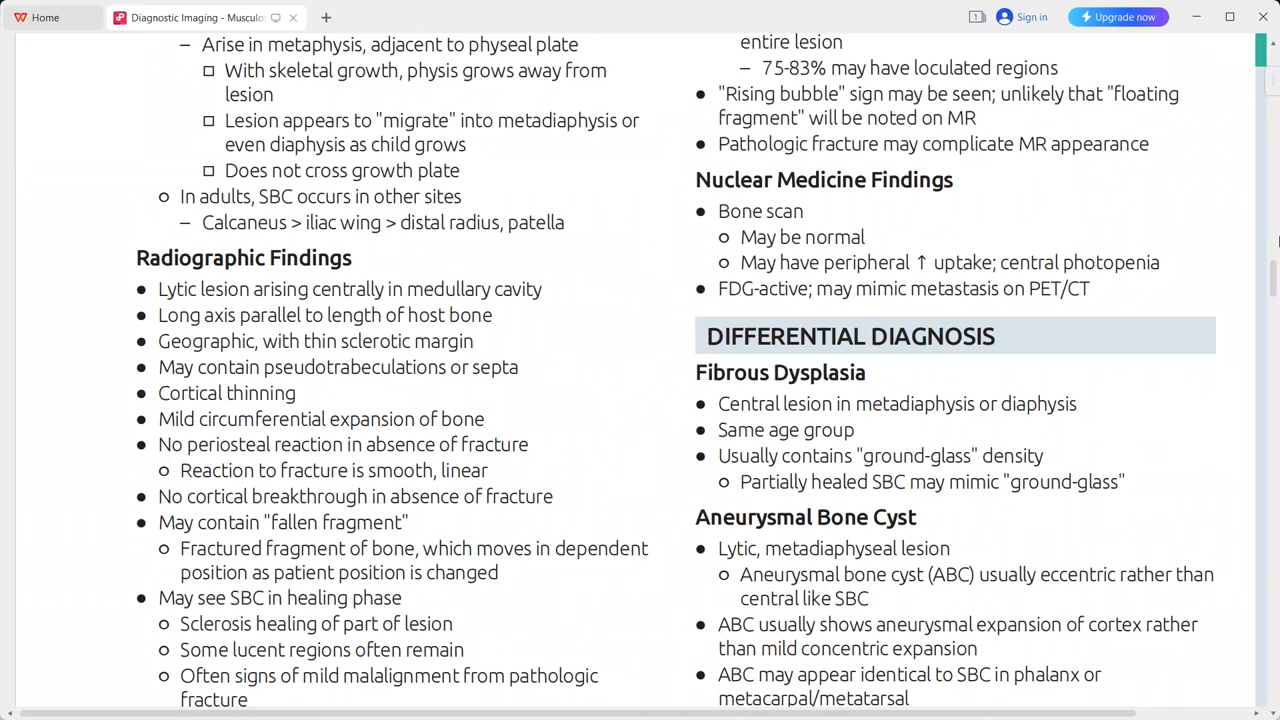 Home
Diagnostic Imaging - Musculos
1
Sign in
Upgrade now
– Arise in metaphysis, adjacent to physeal plate
□ With skeletal growth, physis grows away from
lesion
□ Lesion appears to "migrate" into metadiaphysis or
even diaphysis as child grows
□ Does not cross growth plate
○ In adults, SBC occurs in other sites
– Calcaneus > iliac wing > distal radius, patella
Radiographic Findings
● Lytic lesion arising centrally in medullary cavity
● Long axis parallel to length of host bone
● Geographic, with thin sclerotic margin
● May contain pseudotrabeculations or septa
● Cortical thinning
● Mild circumferential expansion of bone
● No periosteal reaction in absence of fracture
○ Reaction to fracture is smooth, linear
● No cortical breakthrough in absence of fracture
● May contain "fallen fragment"
○ Fractured fragment of bone, which moves in dependent
position as patient position is changed
● May see SBC in healing phase
○ Sclerosis healing of part of lesion
○ Some lucent regions often remain
○ Often signs of mild malalignment from pathologic
fracture
entire lesion
– 75-83% may have loculated regions
● "Rising bubble" sign may be seen; unlikely that "floating
fragment" will be noted on MR
● Pathologic fracture may complicate MR appearance
Nuclear Medicine Findings
● Bone scan
○ May be normal
○ May have peripheral ↑ uptake; central photopenia
● FDG-active; may mimic metastasis on PET/CT
DIFFERENTIAL DIAGNOSIS
Fibrous Dysplasia
● Central lesion in metadiaphysis or diaphysis
● Same age group
● Usually contains "ground-glass" density
○ Partially healed SBC may mimic "ground-glass"
Aneurysmal Bone Cyst
● Lytic, metadiaphyseal lesion
○ Aneurysmal bone cyst (ABC) usually eccentric rather than
central like SBC
● ABC usually shows aneurysmal expansion of cortex rather
than mild concentric expansion
● ABC may appear identical to SBC in phalanx or
metacarpal/metatarsal